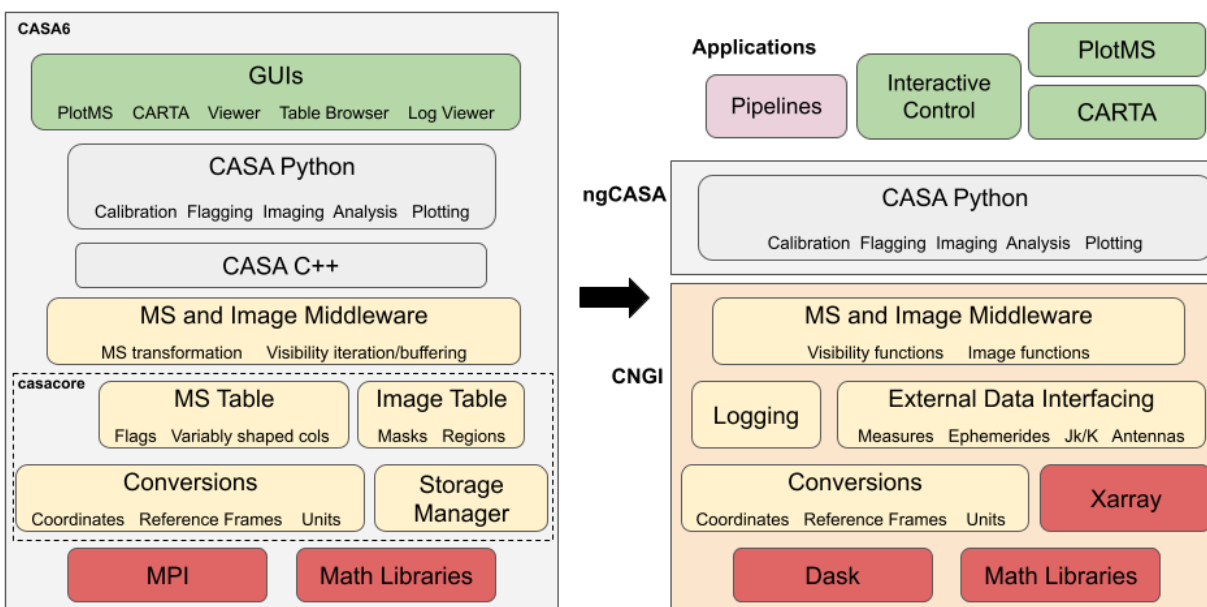 CASA6
GUIs
PlotMS CARTA Viewer Table Browser Log Viewer
CASA Python
Calibration Flagging Imaging Analysis Plotting
CASA C++
MS and Image Middleware
MS transformation Visibility iteration/buffering
casacore
MS Table
Flags Variably shaped cols
Image Table
Masks Regions
Conversions
Coordinates Reference Frames Units
Storage
Manager
MPI
Math Libraries
Applications
Pipelines
Interactive
Control
PlotMS
CARTA
ngCASA
CASA Python
Calibration Flagging Imaging Analysis Plotting
CNGI
MS and Image Middleware
Visibility functions Image functions
Logging
External Data Interfacing
Measures Ephemerides Jk/K Antennas
Conversions
Coordinates Reference Frames Units
Xarray
Dask
Math Libraries